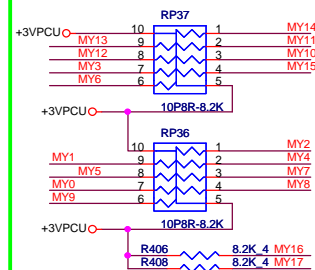 RP37
+3VPCU 10 1 MY14
MY13 9 2 MY11
MY12 8 3 MY10
MY3 7 4 MY15
MY6 6 5
+3VPCU 10P8R-8.2K
RP36
10 1 MY2
MY1 9 2 MY4
MY5 8 3 MY7
MY0 7 4 MY8
MY9 6 5
+3VPCU 10P8R-8.2K
R406 8.2K_4 MY16
R408 8.2K_4 MY17